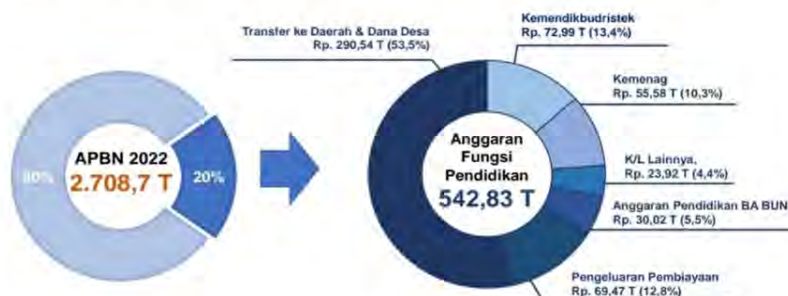 Transfer ke Daerah & Dana Desa
Rp. 290,54 T (53,5%)
Kemendikbudristek
Rp. 72,99 T (13,4%)
Kemenag
Rp. 55,58 T (10,3%)
K/L Lainnya,
Rp. 23,92 T (4,4%)
Anggaran Pendidikan BA BUN
Rp. 30,02 T (5,5%)
Pengeluaran Pembiayaan
Rp. 69,47 T (12,8%)
80%
APBN 2022
2.708,7 T
20%
Anggaran
Fungsi
Pendidikan
542,83 T